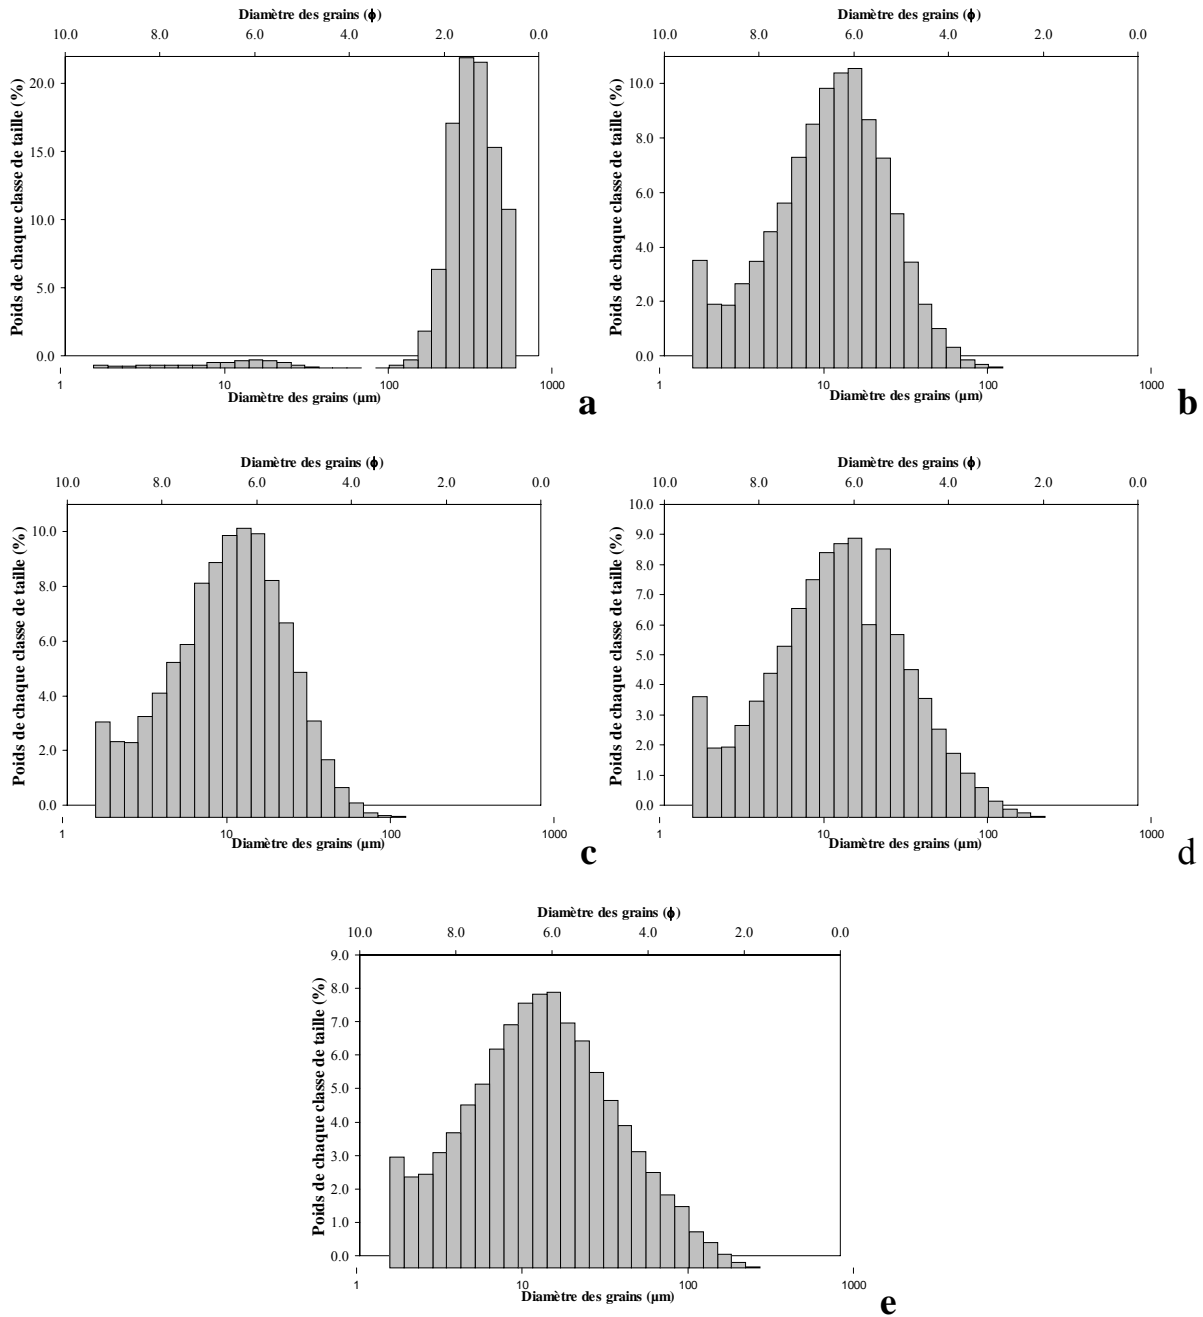 Diamètre des grains (ϕ)
10.0 8.0 6.0 4.0 2.0 0.0
Poids de chaque classe de taille (%)
20.0
15.0
10.0
5.0
0.0
1 10 100 1000
Diamètre des grains (µm)
a
Diamètre des grains (ϕ)
10.0 8.0 6.0 4.0 2.0 0.0
Poids de chaque classe de taille (%)
10.0
8.0
6.0
4.0
2.0
0.0
1 10 100 1000
Diamètre des grains (µm)
b
Diamètre des grains (ϕ)
10.0 8.0 6.0 4.0 2.0 0.0
Poids de chaque classe de taille (%)
10.0
8.0
6.0
4.0
2.0
0.0
1 10 100 1000
Diamètre des grains (µm)
c
Diamètre des grains (ϕ)
10.0 8.0 6.0 4.0 2.0 0.0
Poids de chaque classe de taille (%)
10.0
9.0
8.0
7.0
6.0
5.0
4.0
3.0
2.0
1.0
0.0
1 10 100 1000
Diamètre des grains (µm)
d
Diamètre des grains (ϕ)
10.0 8.0 6.0 4.0 2.0 0.0
Poids de chaque classe de taille (%)
9.0
8.0
7.0
6.0
5.0
4.0
3.0
2.0
1.0
0.0
1 10 100 1000
Diamètre des grains (µm)
e